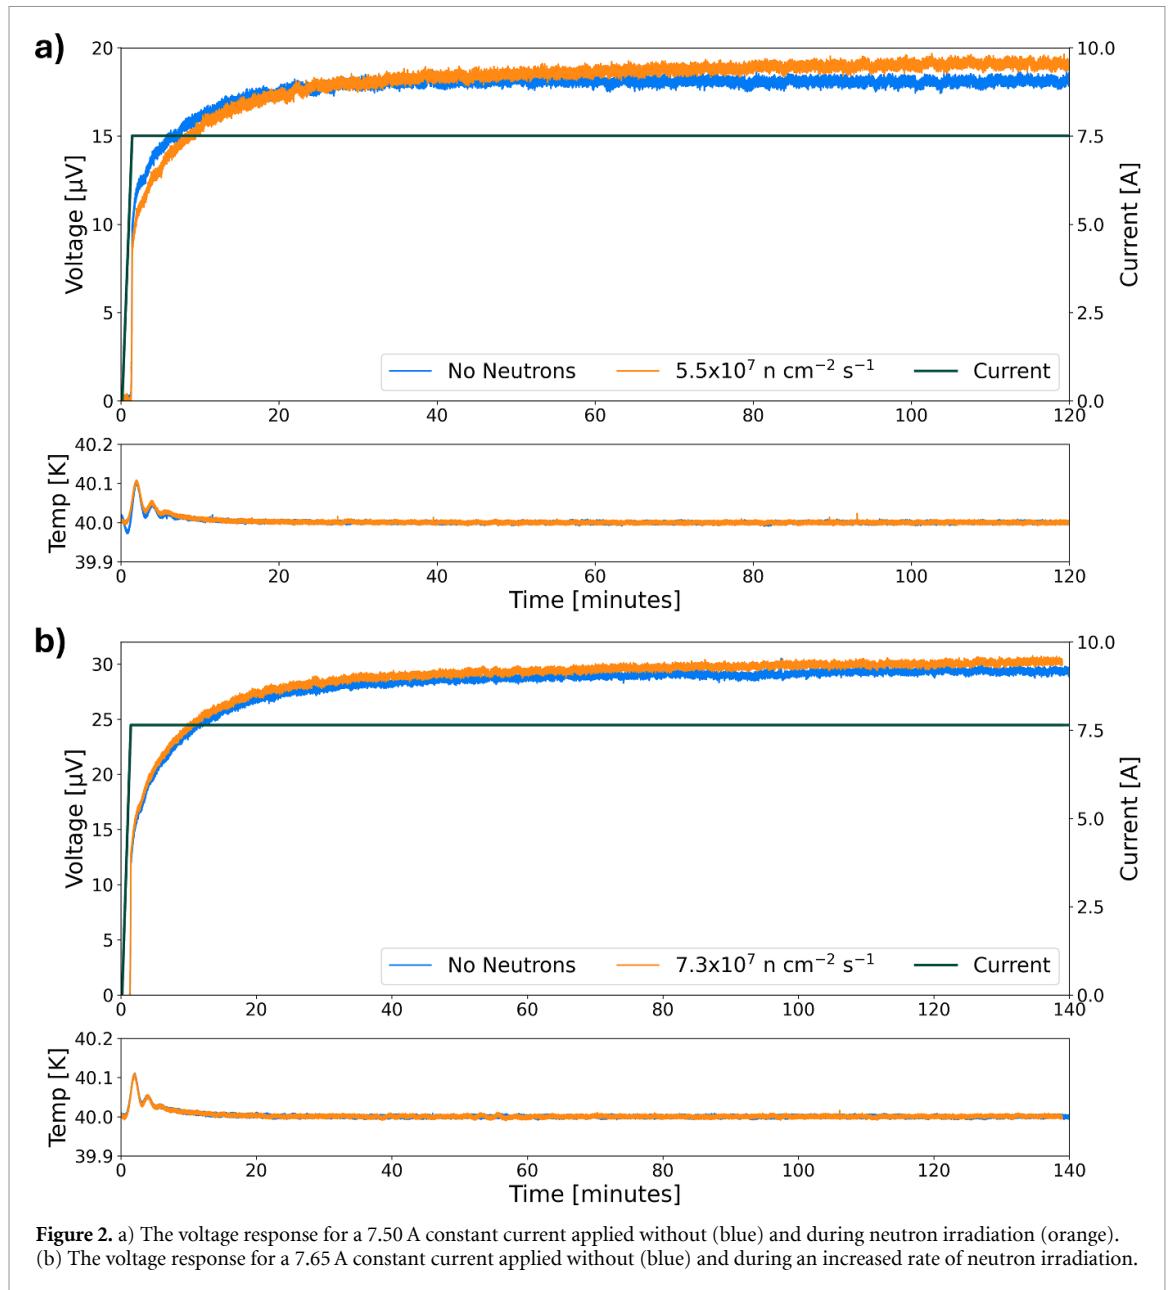 a)
20
15
10
5
0
Voltage [µV]
10.0
7.5
5.0
2.5
0.0
Current [A]
No Neutrons
5.5x10⁷ n cm⁻² s⁻¹
Current
0 20 40 60 80 100 120
40.2
40.1
40.0
39.9
Temp [K]
0 20 40 60 80 100 120
Time [minutes]
b)
30
25
20
15
10
5
0
Voltage [µV]
10.0
7.5
5.0
2.5
0.0
Current [A]
No Neutrons
7.3x10⁷ n cm⁻² s⁻¹
Current
0 20 40 60 80 100 120 140
40.2
40.1
40.0
39.9
Temp [K]
0 20 40 60 80 100 120 140
Time [minutes]
Figure 2. a) The voltage response for a 7.50 A constant current applied without (blue) and during neutron irradiation (orange).
(b) The voltage response for a 7.65 A constant current applied without (blue) and during an increased rate of neutron irradiation.